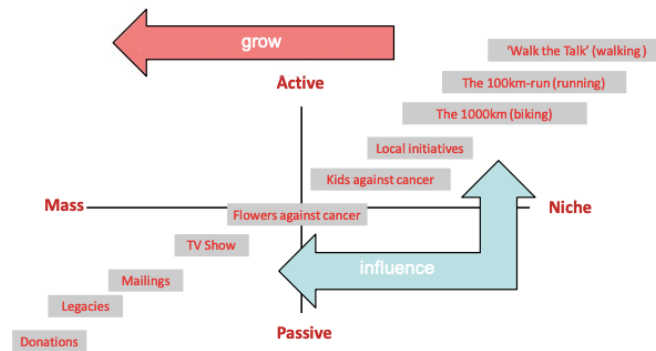 grow
'Walk the Talk' (walking )
Active
The 100km-run (running)
The 1000km (biking)
Local initiatives
Kids against cancer
Mass
Niche
Flowers against cancer
TV Show
influence
Mailings
Legacies
Passive
Donations